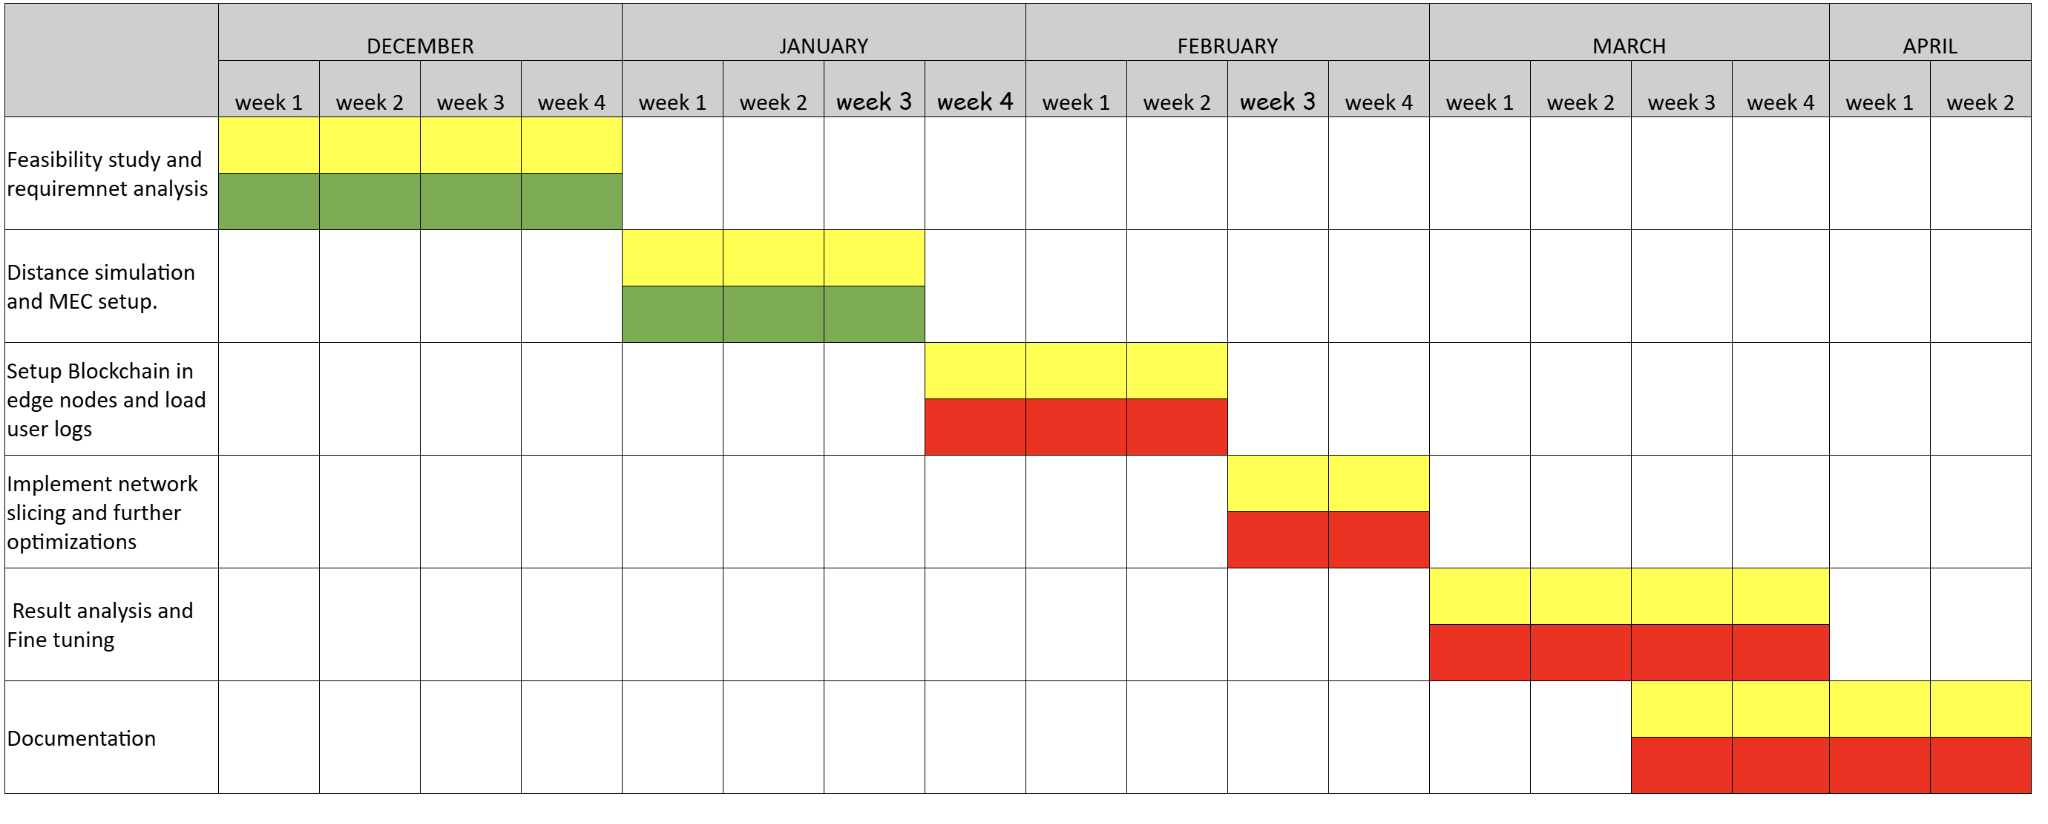 DECEMBER JANUARY FEBRUARY MARCH APRIL
week 1 week 2 week 3 week 4 week 1 week 2 week 3 week 4 week 1 week 2 week 3 week 4 week 1 week 2 week 3 week 4 week 1 week 2
Feasibility study and
requiremnet analysis
Distance simulation
and MEC setup.
Setup Blockchain in
edge nodes and load
user logs
Implement network
slicing and further
optimizations
Result analysis and
Fine tuning
Documentation